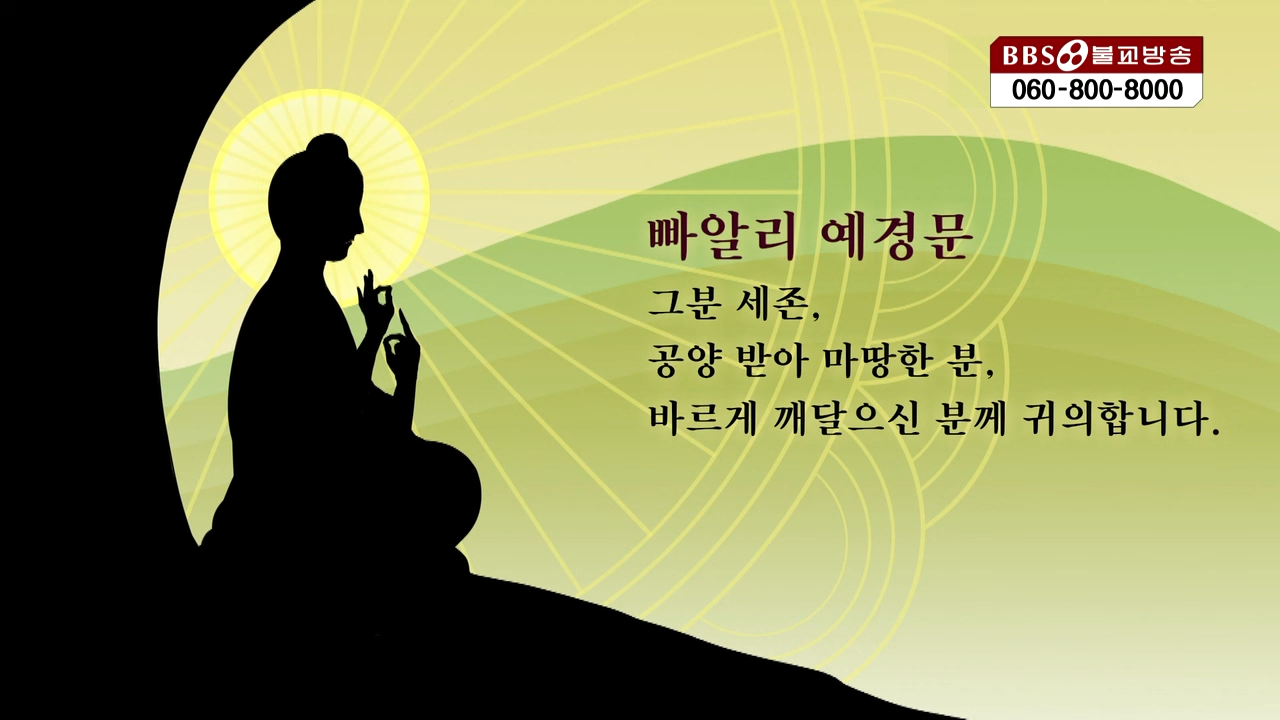 BBS 불교방송
060-800-8000
빠알리 예경문
그분 세존,
공양 받아 마땅한 분,
바르게 깨달으신 분께 귀의합니다.